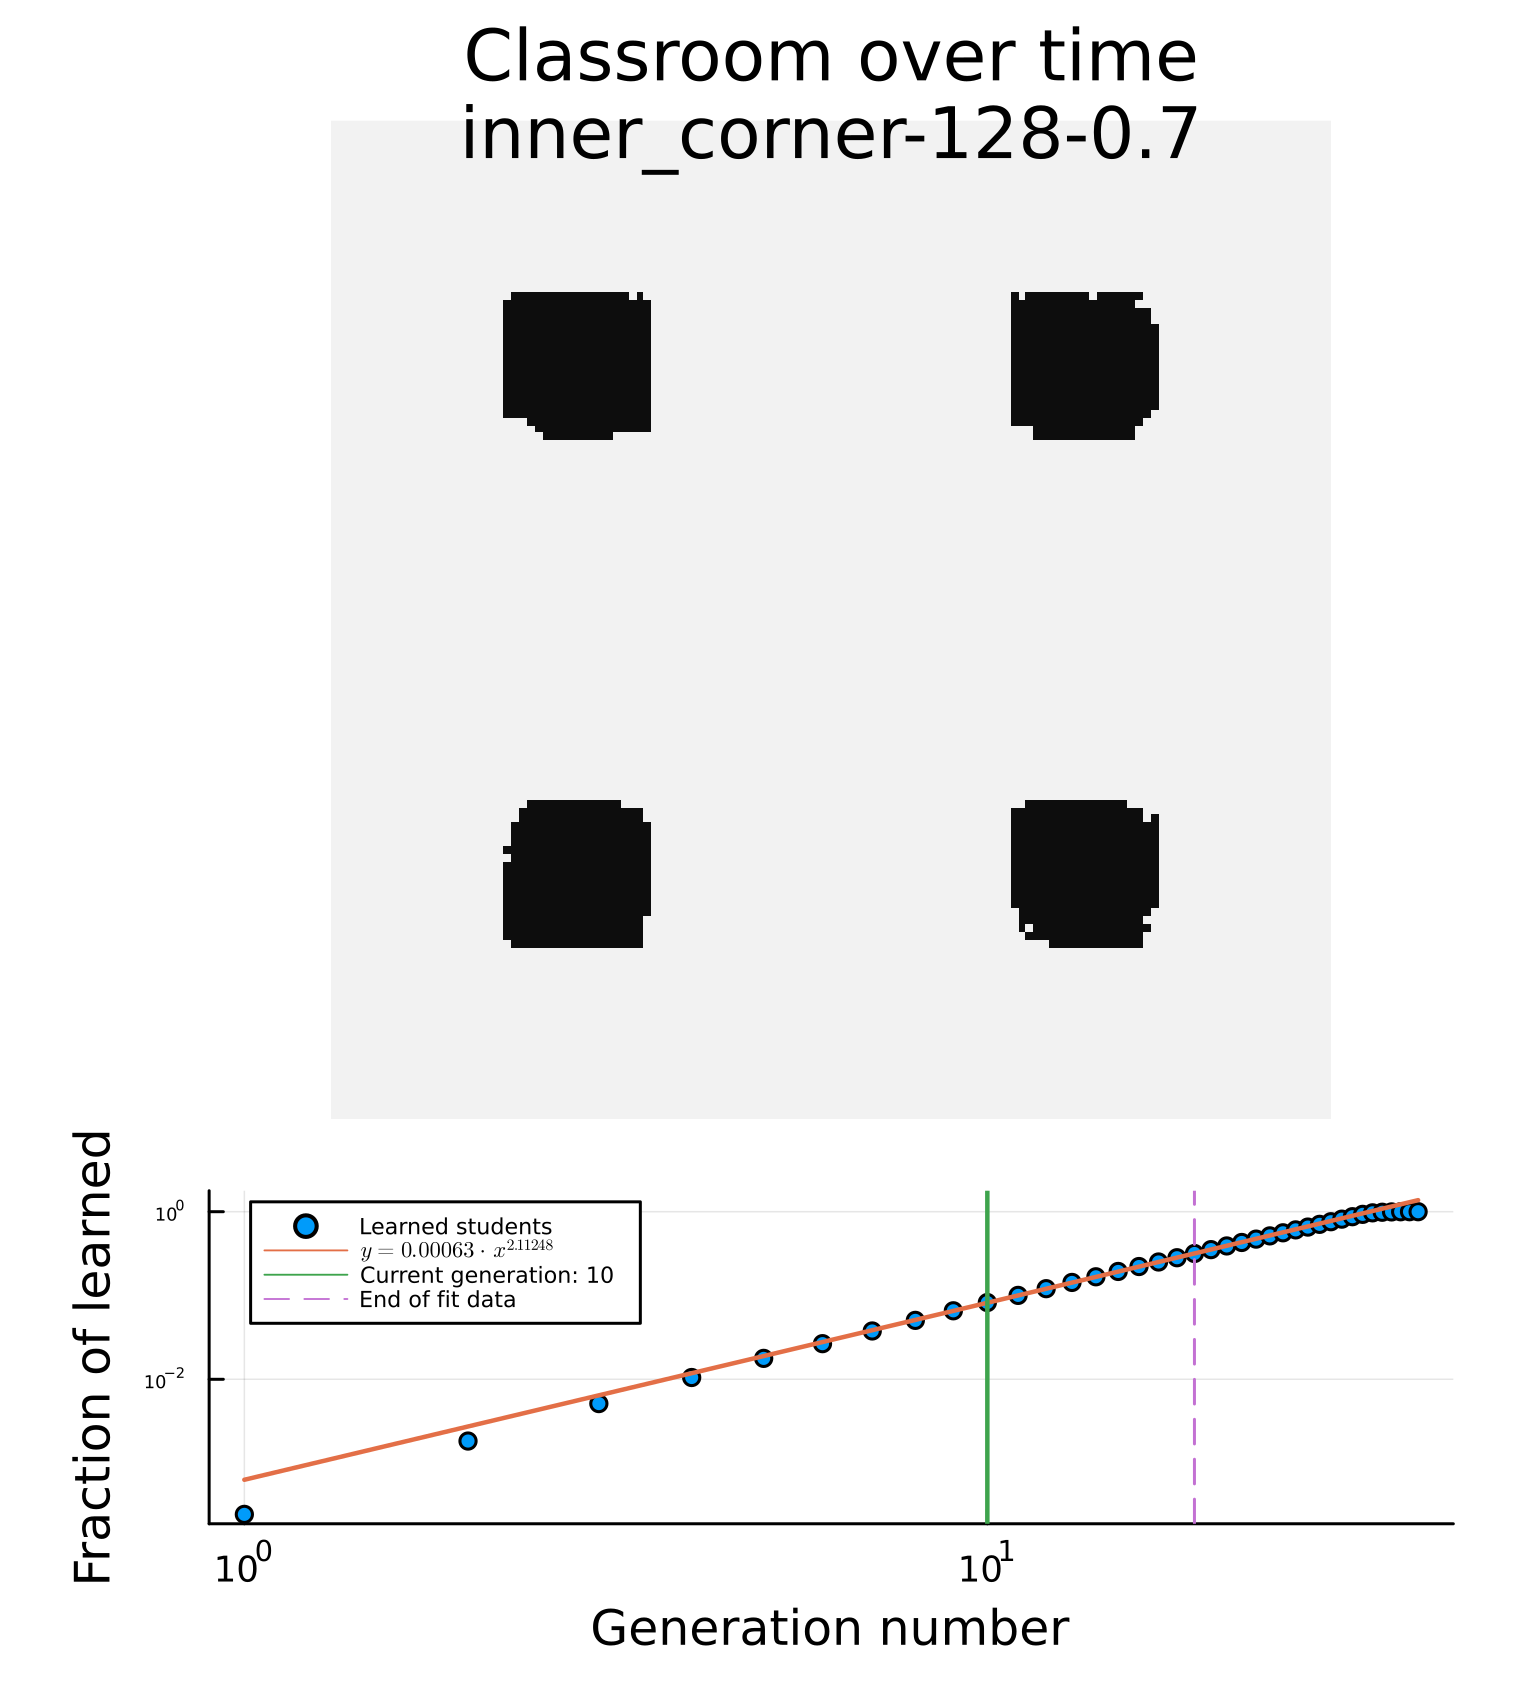 Classroom over time
inner_corner-128-0.7
Fraction of learned
10⁰
10⁻²
Learned students
y = 0.00063 · x^2.11248
Current generation: 10
End of fit data
10⁰
10¹
Generation number